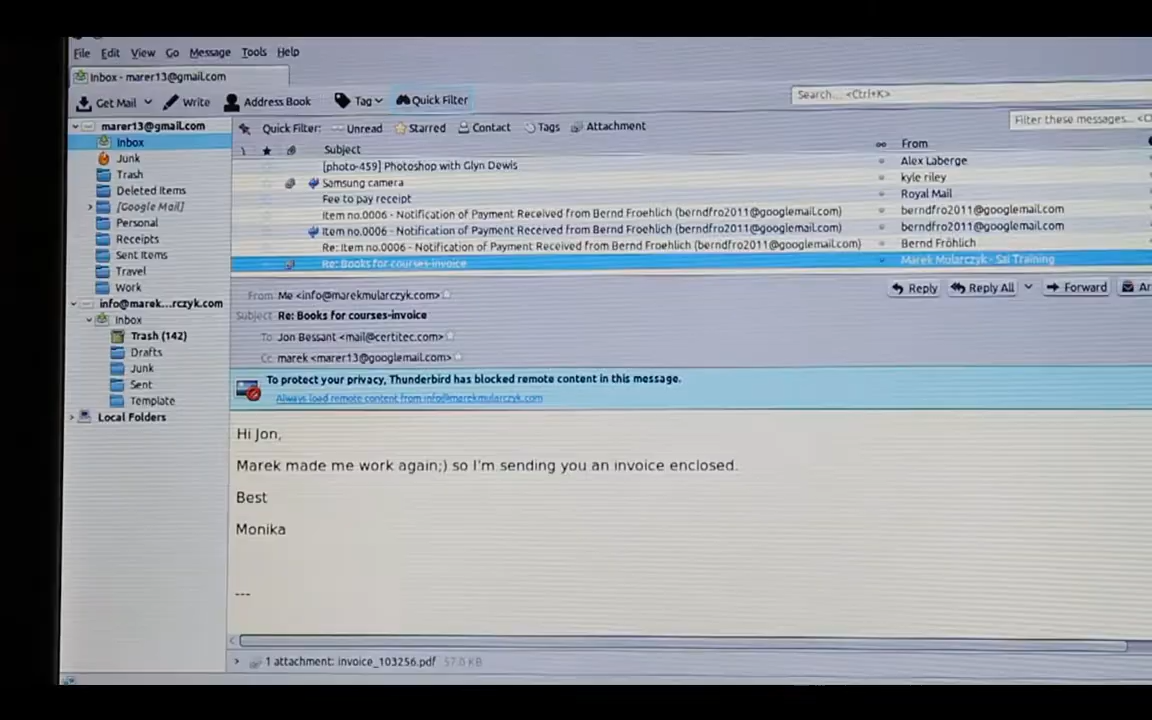 File Edit View Go Message Tools Help
Inbox - marer13@gmail.com
Get Mail Write Address Book Tag Quick Filter Search... <Ctrl+K>
marer13@gmail.com
Inbox
Junk
Trash
Deleted Items
[Google Mail]
Personal
Receipts
Sent Items
Travel
Work
info@marek...rczyk.com
Inbox
Trash (142)
Drafts
Junk
Sent
Template
Local Folders
Quick Filter: Unread Starred Contact Tags Attachment Filter these messages...
Subject From
[photo-459] Photoshop with Glyn Dewis Alex Laberge
Samsung camera kyle riley
Fee to pay receipt Royal Mail
Item no.0006 - Notification of Payment Received from Bernd Froehlich (berndfro2011@googlemail.com) berndfro2011@googlemail.com
Item no.0006 - Notification of Payment Received from Bernd Froehlich (berndfro2011@googlemail.com) berndfro2011@googlemail.com
Re: Item no.0006 - Notification of Payment Received from Bernd Froehlich (berndfro2011@googlemail.com) Bernd Fröhlich
Re: Books for courses-invoice Marek Mularczyk - Sai Training
From Me <info@marekmularczyk.com> Reply Reply All Forward
Subject Re: Books for courses-invoice
To Jon Bessant <mail@certitec.com>
Cc marek <marer13@googlemail.com>
To protect your privacy, Thunderbird has blocked remote content in this message.
Always load remote content from info@marekmularczyk.com
Hi Jon,
Marek made me work again;) so I'm sending you an invoice enclosed.
Best
Monika
---
1 attachment: invoice_103256.pdf 57.0 KB